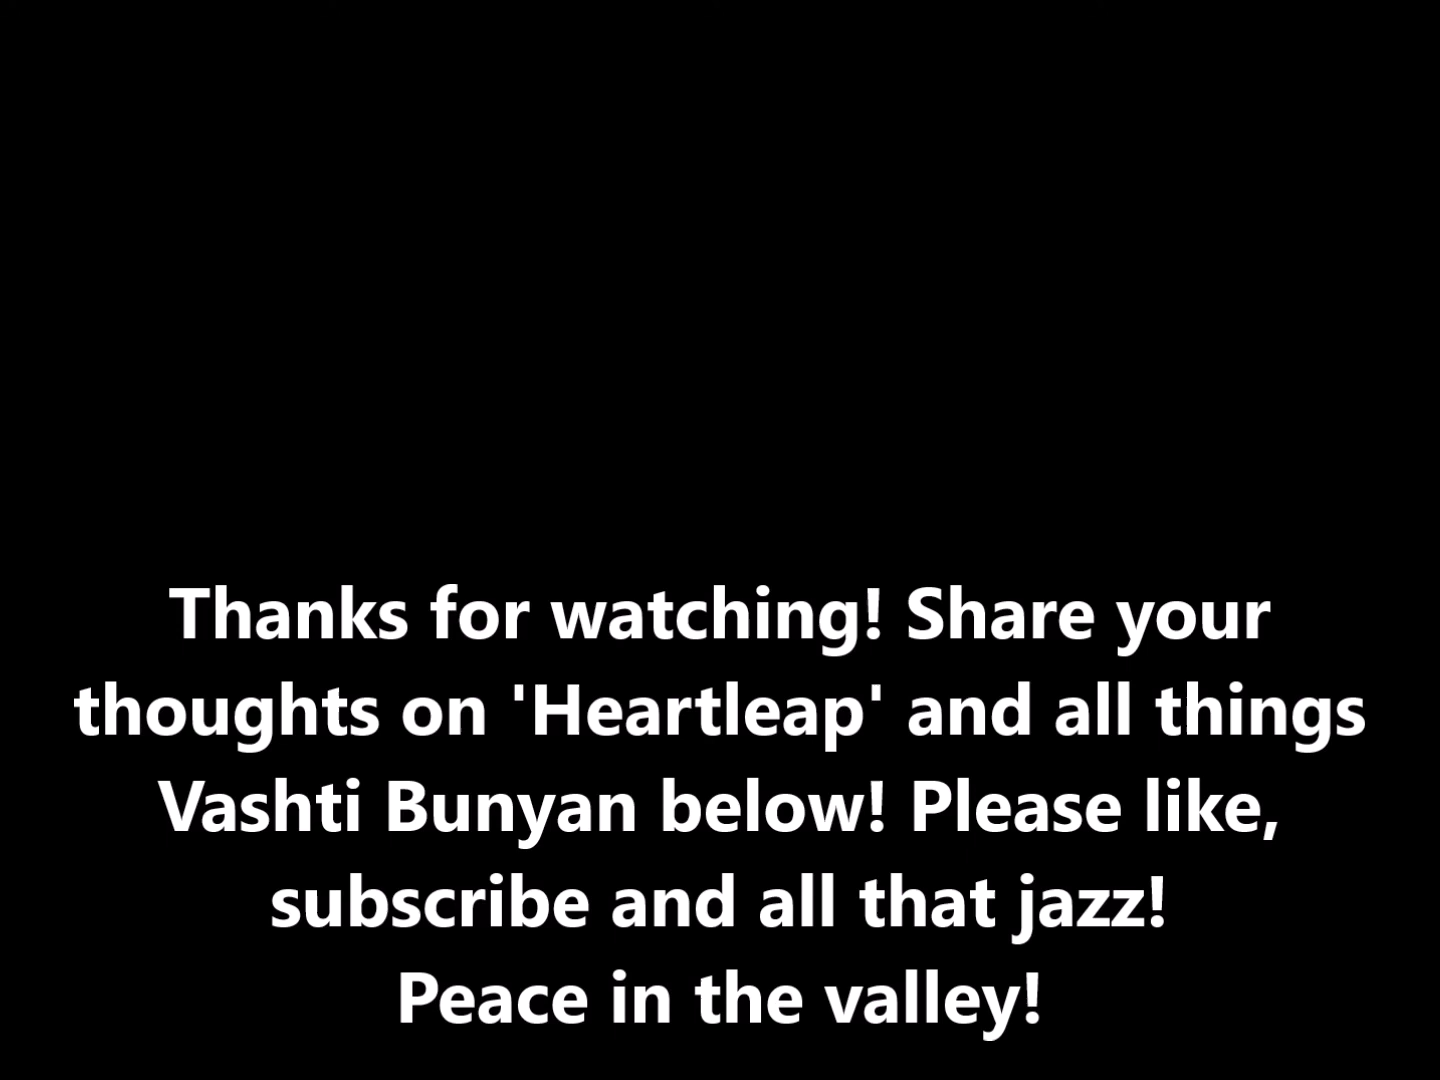 Thanks for watching! Share your
thoughts on 'Heartleap' and all things
Vashti Bunyan below! Please like,
subscribe and all that jazz!
Peace in the valley!